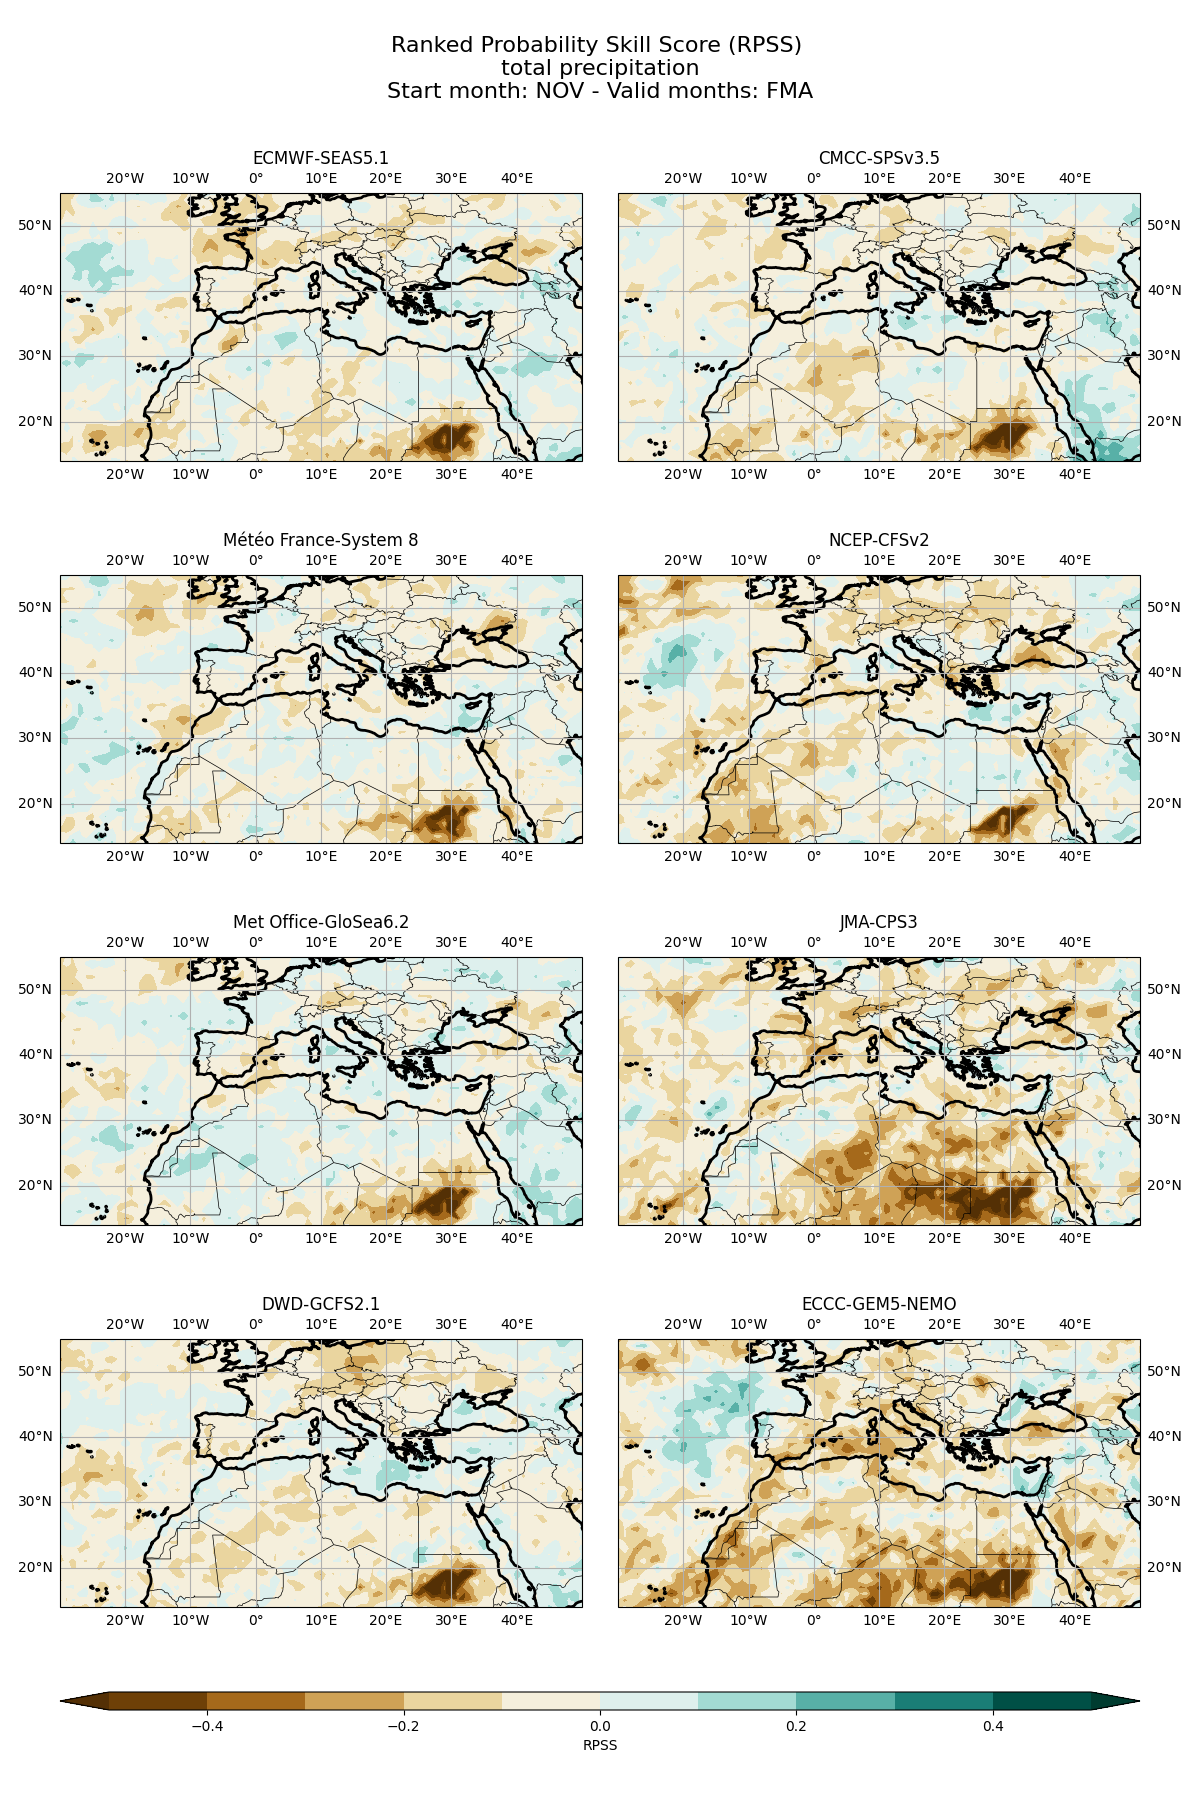 Ranked Probability Skill Score (RPSS)
total precipitation
Start month: NOV - Valid months: FMA
ECMWF-SEAS5.1 CMCC-SPSv3.5
20°W 10°W 0° 10°E 20°E 30°E 40°E 20°W 10°W 0° 10°E 20°E 30°E 40°E
50°N 50°N
40°N 40°N
30°N 30°N
20°N 20°N
20°W 10°W 0° 10°E 20°E 30°E 40°E 20°W 10°W 0° 10°E 20°E 30°E 40°E
Météo France-System 8 NCEP-CFSv2
20°W 10°W 0° 10°E 20°E 30°E 40°E 20°W 10°W 0° 10°E 20°E 30°E 40°E
50°N 50°N
40°N 40°N
30°N 30°N
20°N 20°N
20°W 10°W 0° 10°E 20°E 30°E 40°E 20°W 10°W 0° 10°E 20°E 30°E 40°E
Met Office-GloSea6.2 JMA-CPS3
20°W 10°W 0° 10°E 20°E 30°E 40°E 20°W 10°W 0° 10°E 20°E 30°E 40°E
50°N 50°N
40°N 40°N
30°N 30°N
20°N 20°N
20°W 10°W 0° 10°E 20°E 30°E 40°E 20°W 10°W 0° 10°E 20°E 30°E 40°E
DWD-GCFS2.1 ECCC-GEM5-NEMO
20°W 10°W 0° 10°E 20°E 30°E 40°E 20°W 10°W 0° 10°E 20°E 30°E 40°E
50°N 50°N
40°N 40°N
30°N 30°N
20°N 20°N
20°W 10°W 0° 10°E 20°E 30°E 40°E 20°W 10°W 0° 10°E 20°E 30°E 40°E
−0.4 −0.2 0.0 0.2 0.4
RPSS